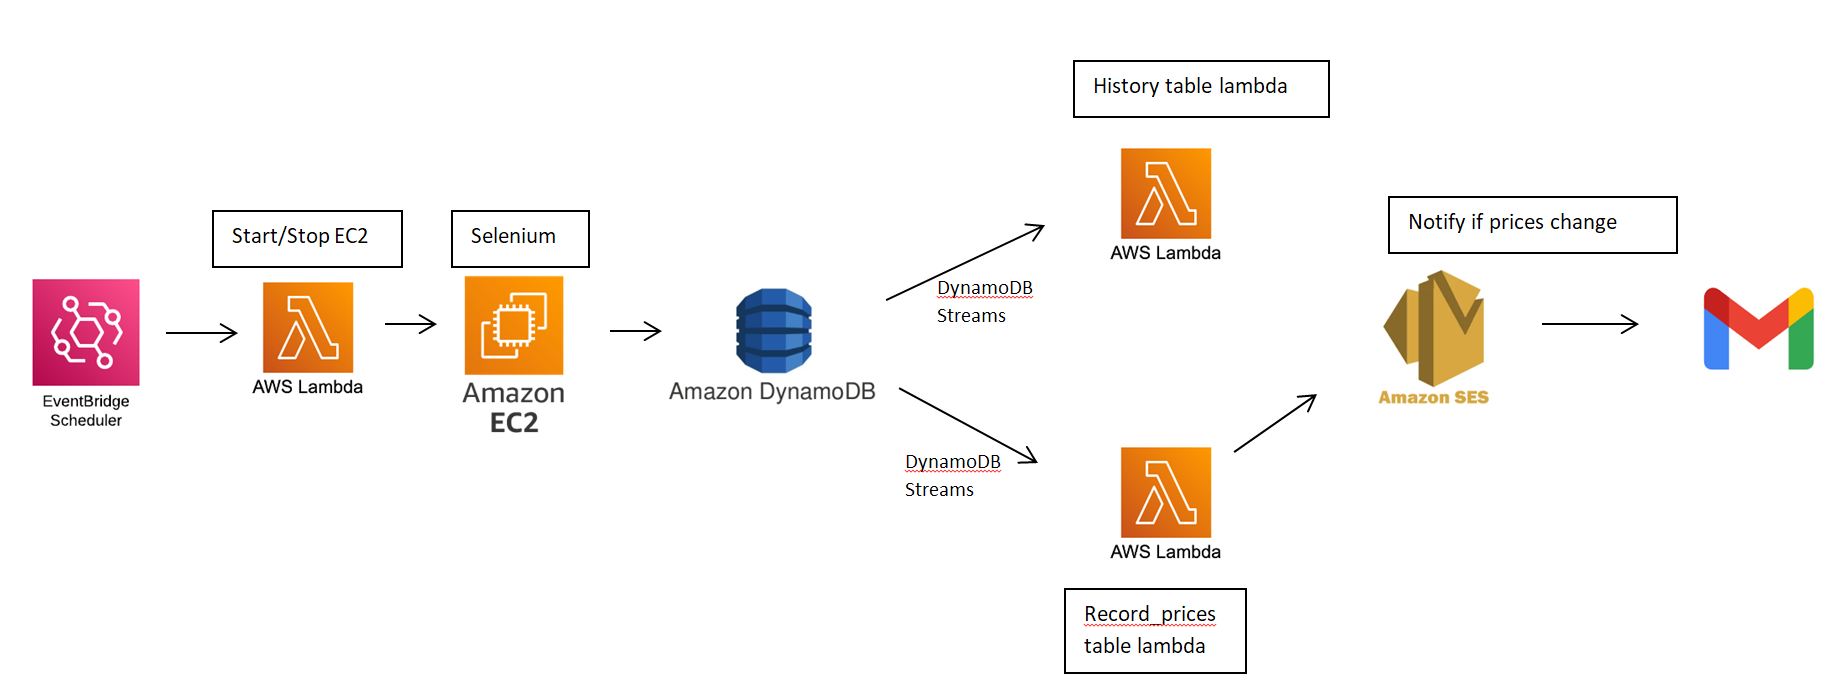 History table lambda
AWS Lambda
Start/Stop EC2
Selenium
Notify if prices change
EventBridge
Scheduler
AWS Lambda
Amazon
EC2
Amazon DynamoDB
DynamoDB
Streams
DynamoDB
Streams
Amazon SES
AWS Lambda
Record_prices
table lambda